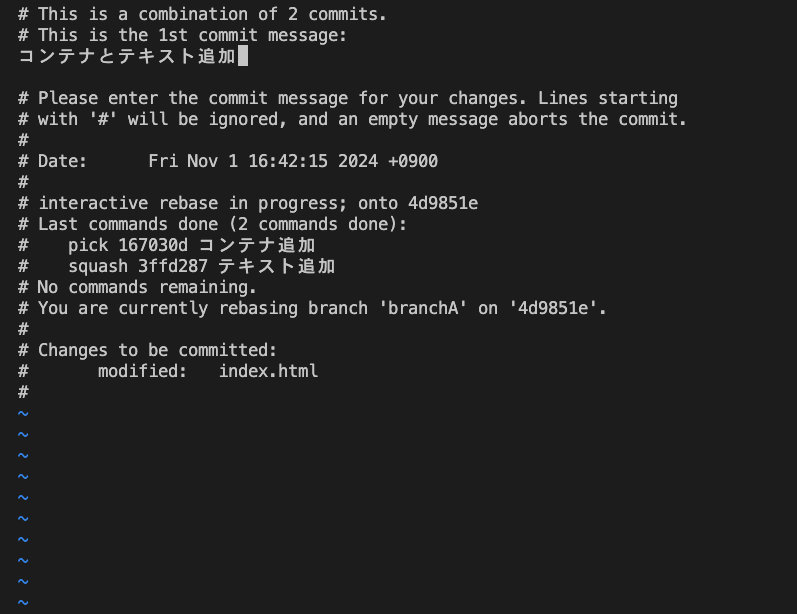 # This is a combination of 2 commits.
# This is the 1st commit message:
コンテナとテキスト追加

# Please enter the commit message for your changes. Lines starting
# with '#' will be ignored, and an empty message aborts the commit.
#
# Date:      Fri Nov 1 16:42:15 2024 +0900
#
# interactive rebase in progress; onto 4d9851e
# Last commands done (2 commands done):
#    pick 167030d コンテナ追加
#    squash 3ffd287 テキスト追加
# No commands remaining.
# You are currently rebasing branch 'branchA' on '4d9851e'.
#
# Changes to be committed:
#       modified:   index.html
#
~
~
~
~
~
~
~
~
~
~